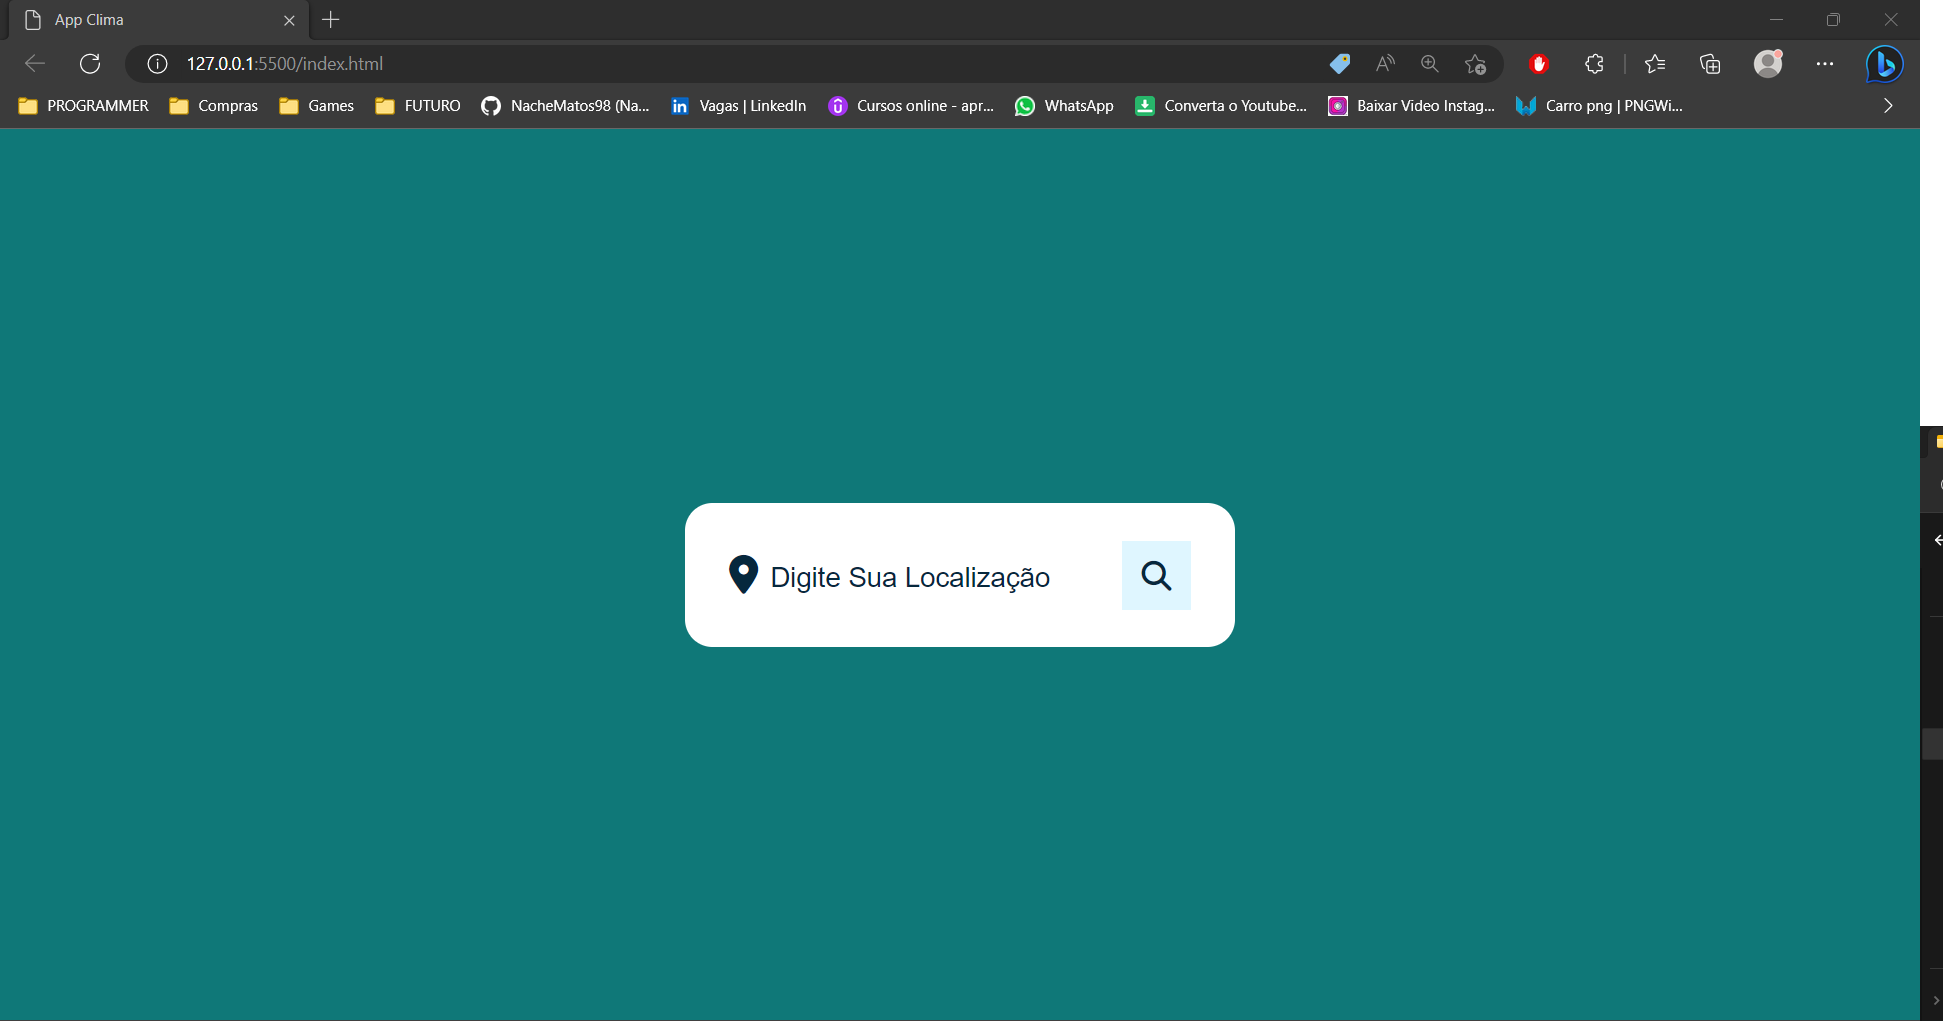 App Clima
127.0.0.1:5500/index.html
PROGRAMMER Compras Games FUTURO NacheMatos98 (Na... Vagas | LinkedIn Cursos online - apr... WhatsApp Converta o Youtube... Baixar Video Instag... Carro png | PNGWi...
Digite Sua Localização